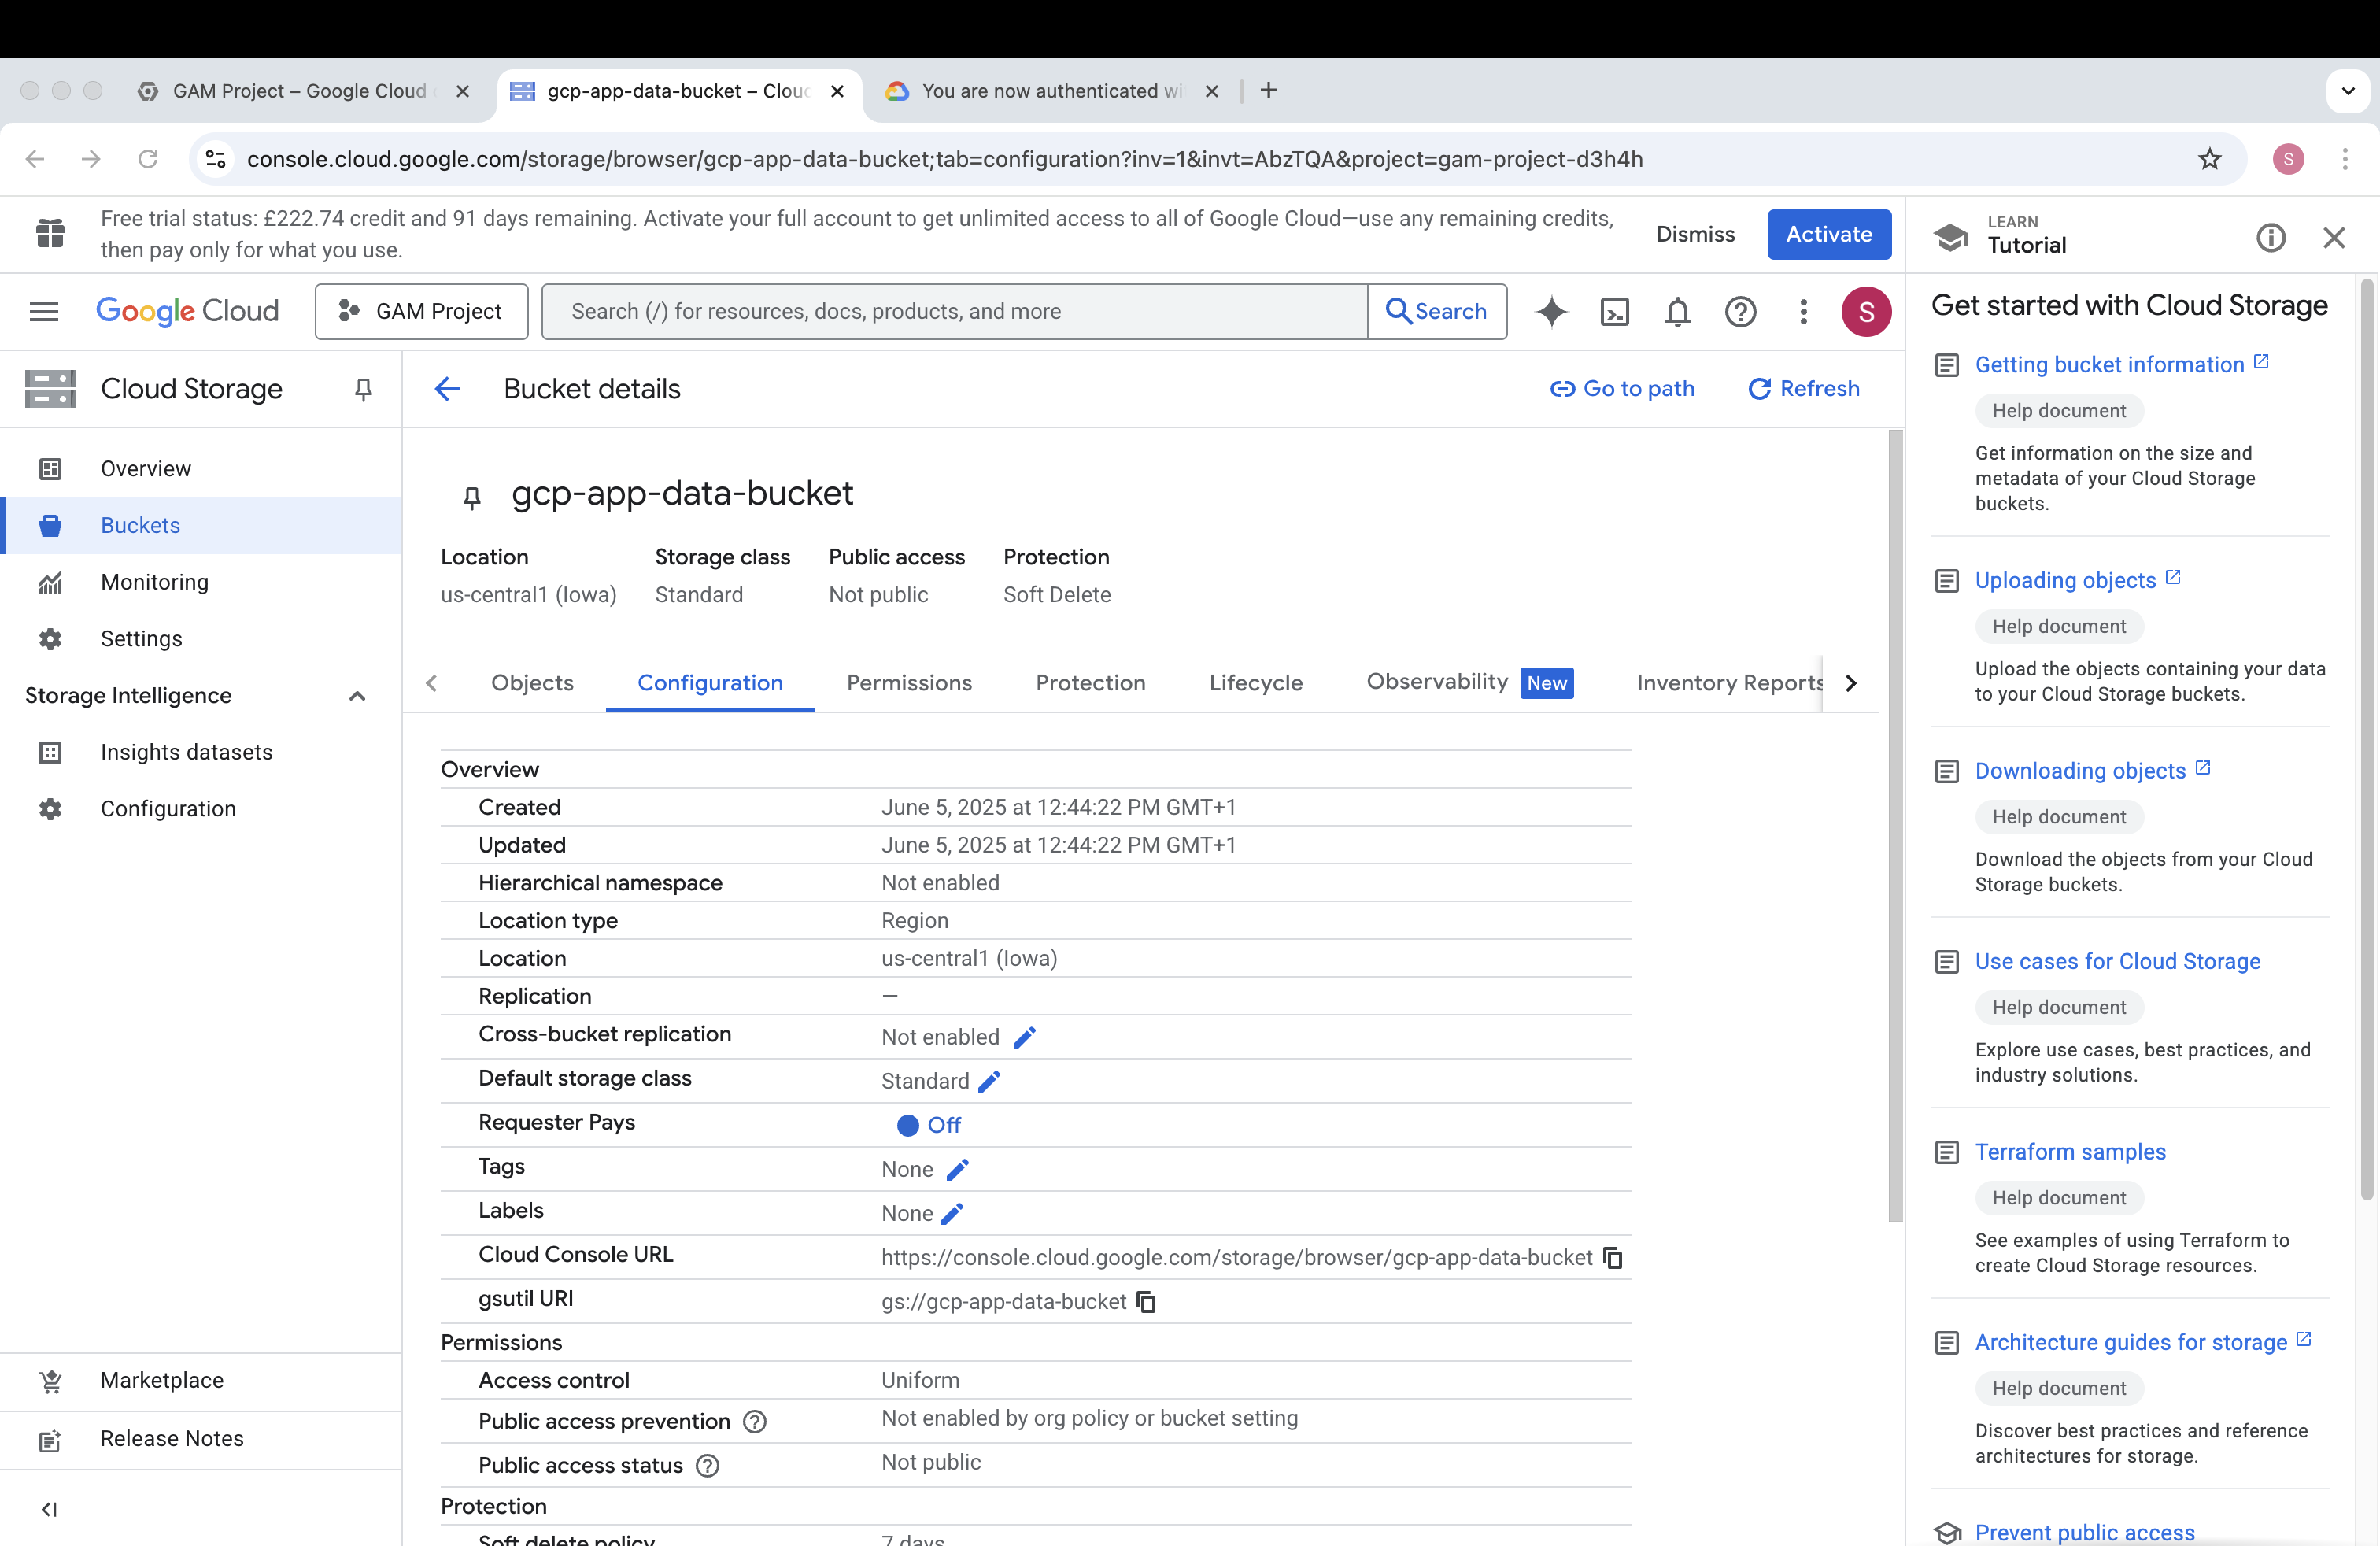 GAM Project – Google Cloud
gcp-app-data-bucket – Clou
You are now authenticated wi
console.cloud.google.com/storage/browser/gcp-app-data-bucket;tab=configuration?inv=1&invt=AbzTQA&project=gam-project-d3h4h
S
Free trial status: £222.74 credit and 91 days remaining. Activate your full account to get unlimited access to all of Google Cloud—use any remaining credits,
then pay only for what you use.
Dismiss
Activate
Google Cloud
GAM Project
Search (/) for resources, docs, products, and more
Search
S
Cloud Storage
Overview
Buckets
Monitoring
Settings
Storage Intelligence
Insights datasets
Configuration
Marketplace
Release Notes
Bucket details
Go to path
Refresh
gcp-app-data-bucket
Location
Storage class
Public access
Protection
us-central1 (Iowa)
Standard
Not public
Soft Delete
Objects
Configuration
Permissions
Protection
Lifecycle
Observability
New
Inventory Reports
Overview
Created June 5, 2025 at 12:44:22 PM GMT+1
Updated June 5, 2025 at 12:44:22 PM GMT+1
Hierarchical namespace Not enabled
Location type Region
Location us-central1 (Iowa)
Replication —
Cross-bucket replication Not enabled
Default storage class Standard
Requester Pays Off
Tags None
Labels None
Cloud Console URL https://console.cloud.google.com/storage/browser/gcp-app-data-bucket
gsutil URI gs://gcp-app-data-bucket
Permissions
Access control Uniform
Public access prevention Not enabled by org policy or bucket setting
Public access status Not public
Protection
Soft delete policy 7 days
LEARN
Tutorial
Get started with Cloud Storage
Getting bucket information
Help document
Get information on the size and
metadata of your Cloud Storage
buckets.
Uploading objects
Help document
Upload the objects containing your data
to your Cloud Storage buckets.
Downloading objects
Help document
Download the objects from your Cloud
Storage buckets.
Use cases for Cloud Storage
Help document
Explore use cases, best practices, and
industry solutions.
Terraform samples
Help document
See examples of using Terraform to
create Cloud Storage resources.
Architecture guides for storage
Help document
Discover best practices and reference
architectures for storage.
Prevent public access